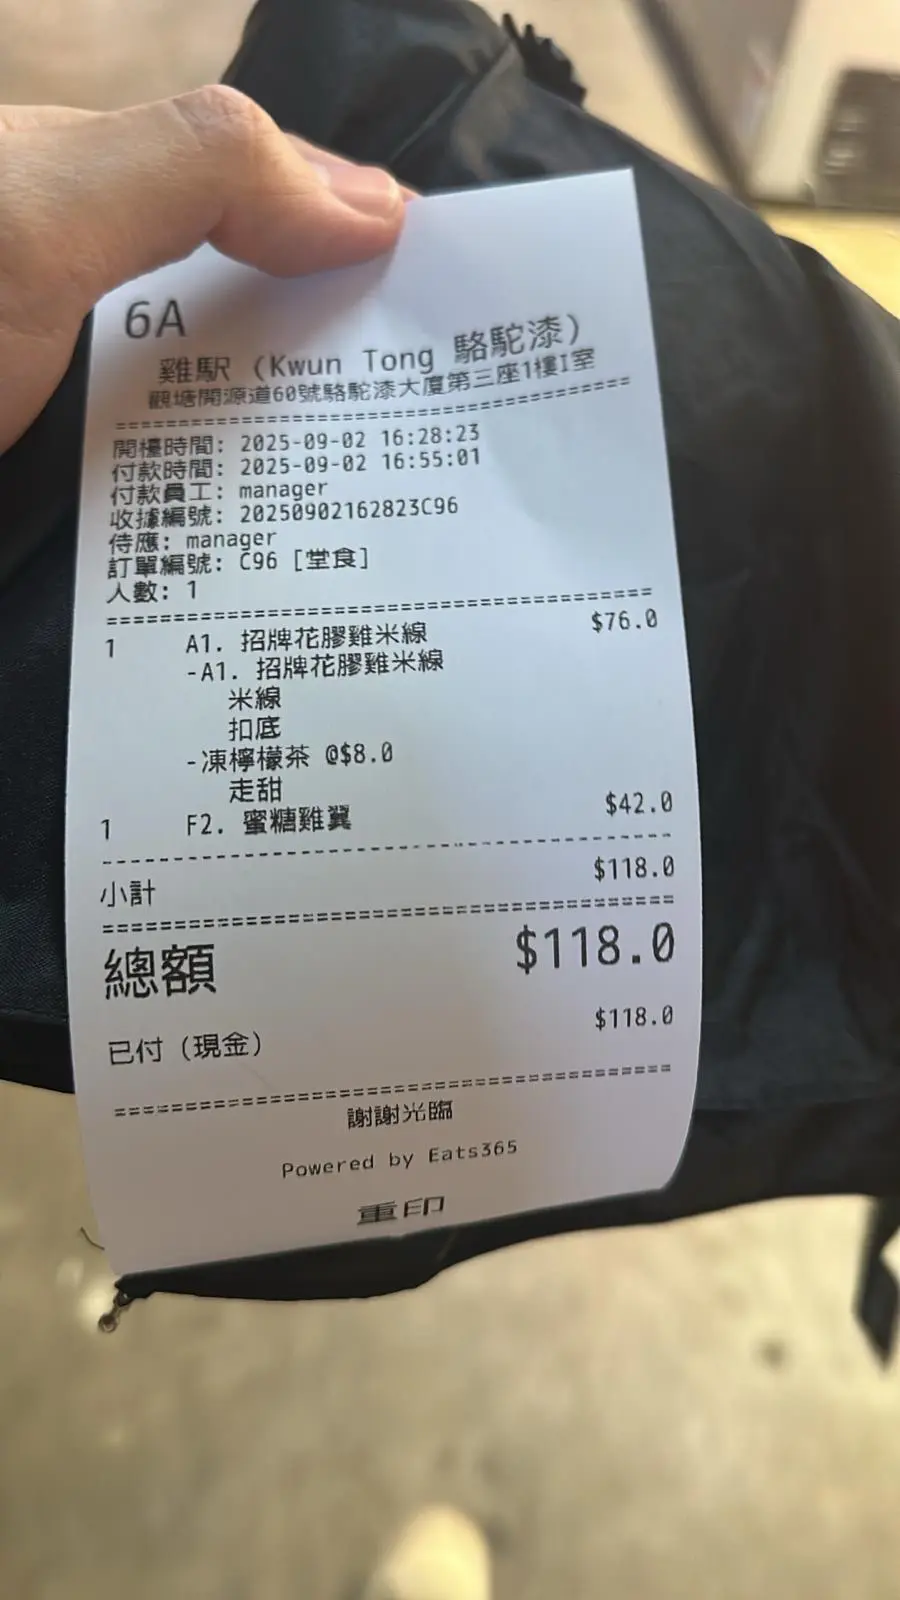 6A
雞駅 (Kwun Tong 駱駝漆)
觀塘開源道60號駱駝漆大廈第三座1樓I室
開檯時間: 2025-09-02 16:28:23
付款時間: 2025-09-02 16:55:01
付款員工: manager
收據編號: 20250902162823C96
侍應: manager
訂單編號: C96 [堂食]
人數: 1
1 A1. 招牌花膠雞米線 $76.0
-A1. 招牌花膠雞米線
米線
扣底
-凍檸檬茶 @$8.0
走甜
1 F2. 蜜糖雞翼 $42.0
小計 $118.0
總額 $118.0
已付 (現金) $118.0
謝謝光臨
Powered by Eats365
重印